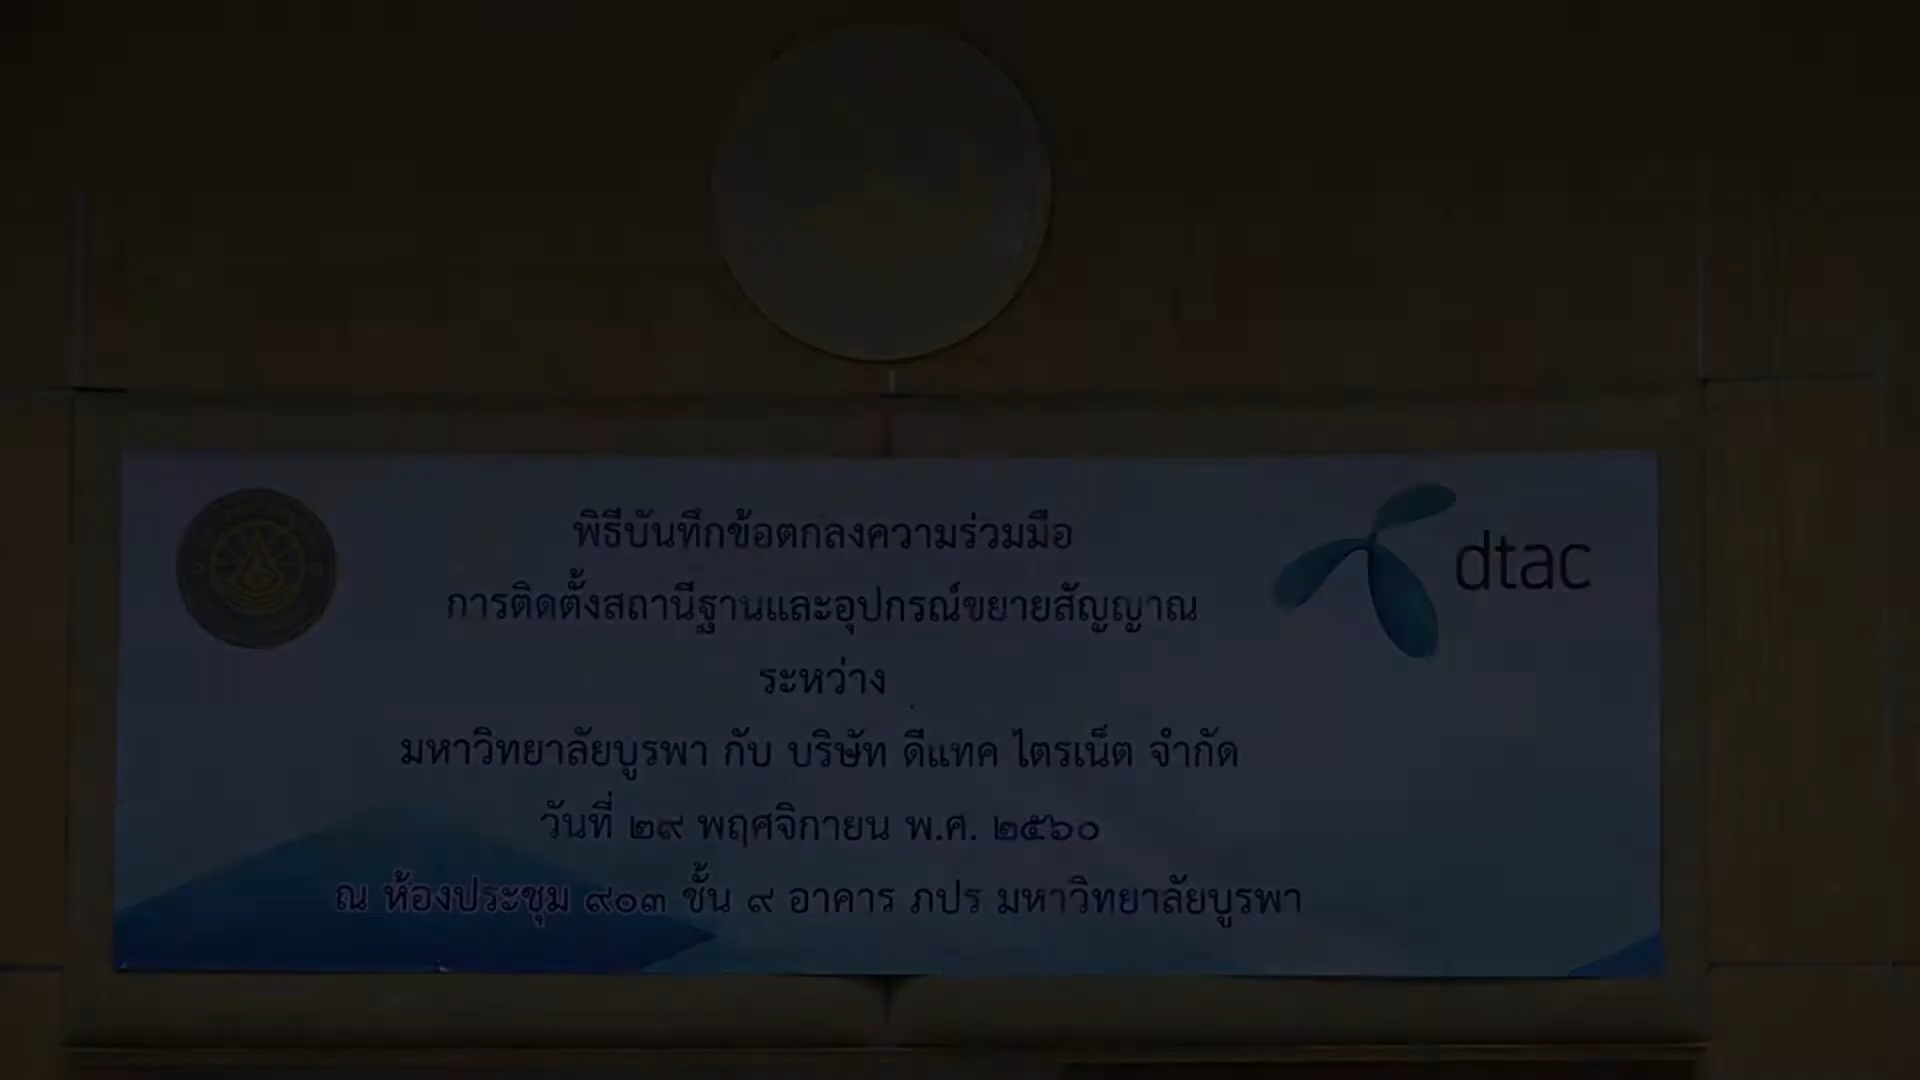 พิธีบันทึกข้อตกลงความร่วมมือ
การติดตั้งสถานีฐานและอุปกรณ์ขยายสัญญาณ
ระหว่าง
มหาวิทยาลัยบูรพา กับ บริษัท ดีแทค ไตรเน็ต จำกัด
วันที่ ๒๙ พฤศจิกายน พ.ศ. ๒๕๖๐
ณ ห้องประชุม ๙๐๓ ชั้น ๙ อาคาร ภปร มหาวิทยาลัยบูรพา
dtac